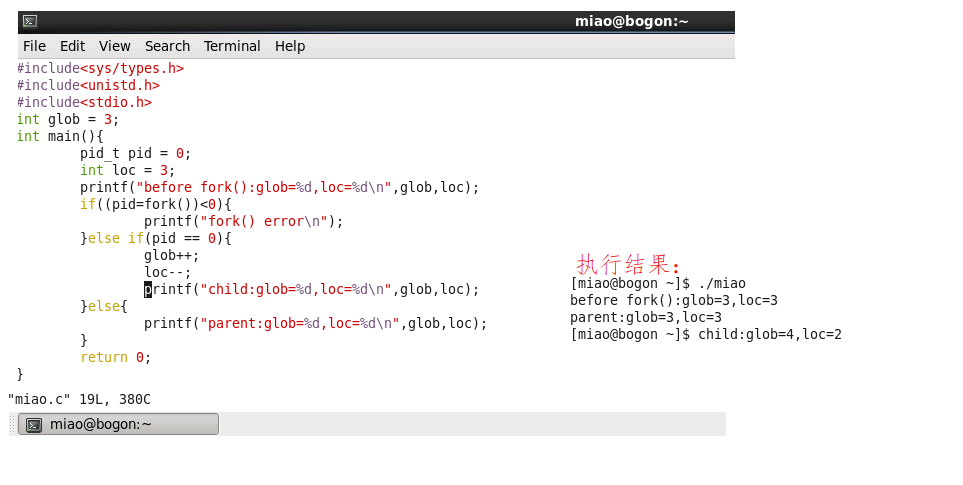 miao@bogon:~
File Edit View Search Terminal Help
#include<sys/types.h>
#include<unistd.h>
#include<stdio.h>
int glob = 3;
int main(){
        pid_t pid = 0;
        int loc = 3;
        printf("before fork():glob=%d,loc=%d\n",glob,loc);
        if((pid=fork())<0){
                printf("fork() error\n");
        }else if(pid == 0){
                glob++;
                loc--;
                printf("child:glob=%d,loc=%d\n",glob,loc);
        }else{
                printf("parent:glob=%d,loc=%d\n",glob,loc);
        }
        return 0;
}
"miao.c" 19L, 380C
miao@bogon:~
执行结果：
[miao@bogon ~]$ ./miao
before fork():glob=3,loc=3
parent:glob=3,loc=3
[miao@bogon ~]$ child:glob=4,loc=2